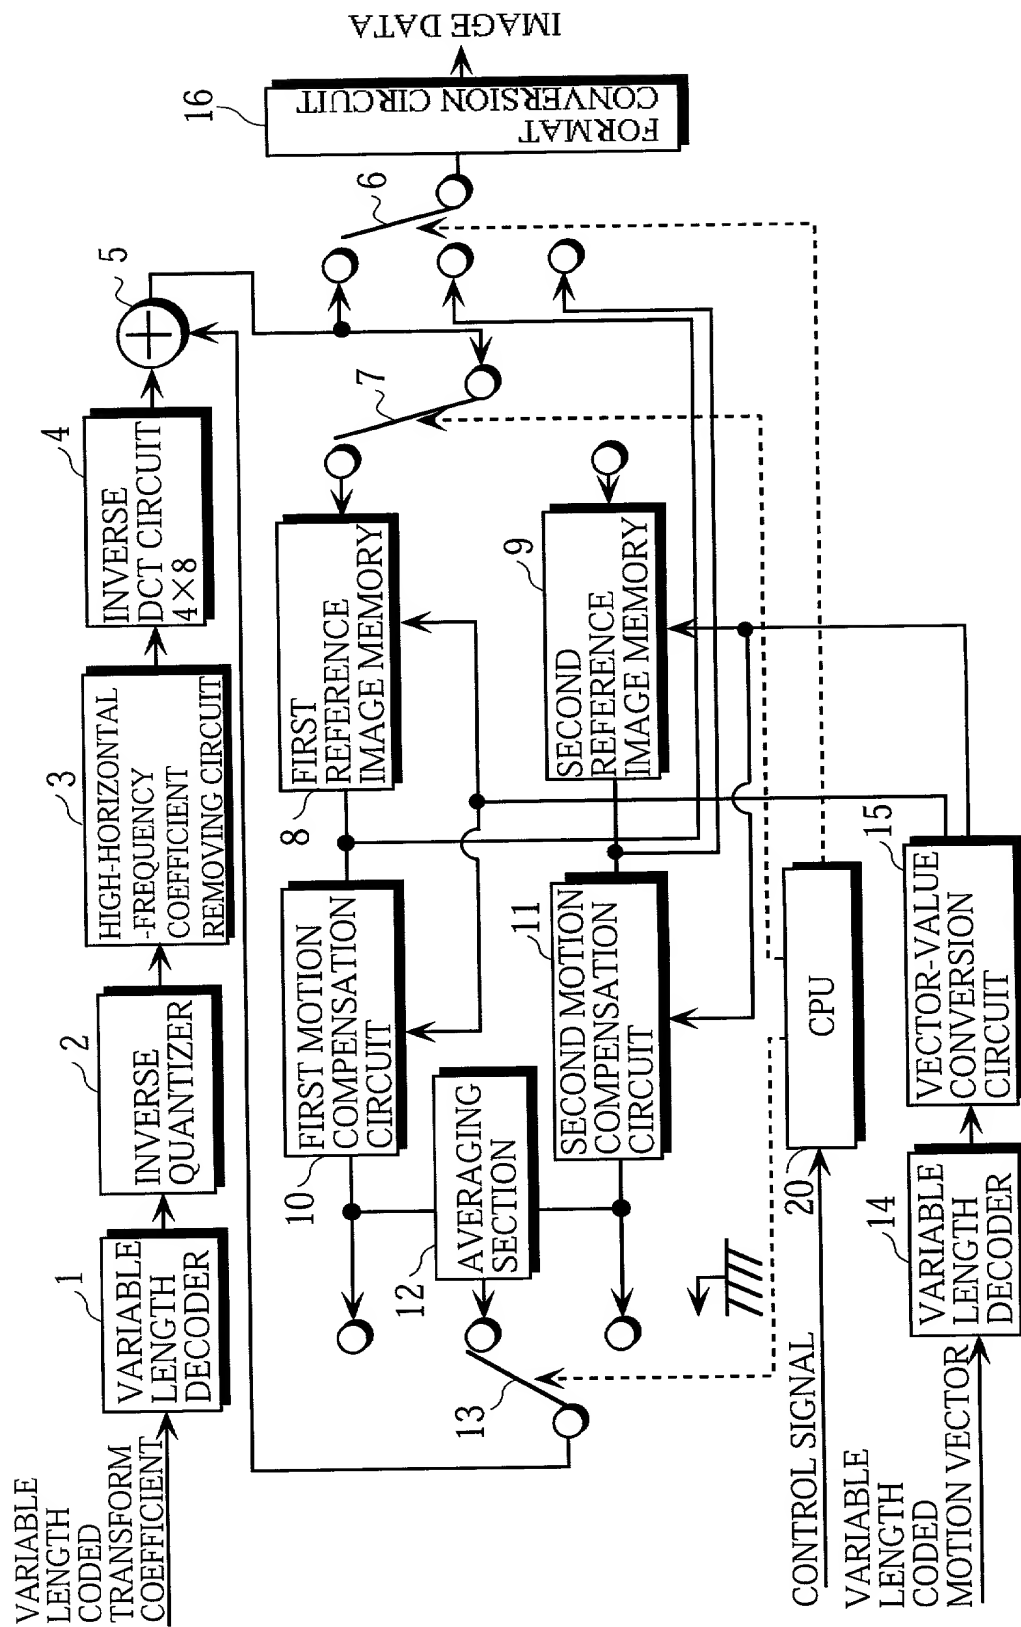 VARIABLE
LENGTH
CODED
TRANSFORM
COEFFICIENT
1
VARIABLE
LENGTH
DECODER
2
INVERSE
QUANTIZER
3
HIGH-HORIZONTAL
-FREQUENCY
COEFFICIENT
REMOVING CIRCUIT
4
INVERSE
DCT CIRCUIT
4×8
5
6
16
FORMAT
CONVERSION CIRCUIT
IMAGE DATA
7
8
FIRST
REFERENCE
IMAGE MEMORY
9
SECOND
REFERENCE
IMAGE MEMORY
10
FIRST MOTION
COMPENSATION
CIRCUIT
11
SECOND MOTION
COMPENSATION
CIRCUIT
12
AVERAGING
SECTION
13
CONTROL SIGNAL
20
CPU
VARIABLE
LENGTH
CODED
MOTION VECTOR
14
VARIABLE
LENGTH
DECODER
15
VECTOR-VALUE
CONVERSION
CIRCUIT